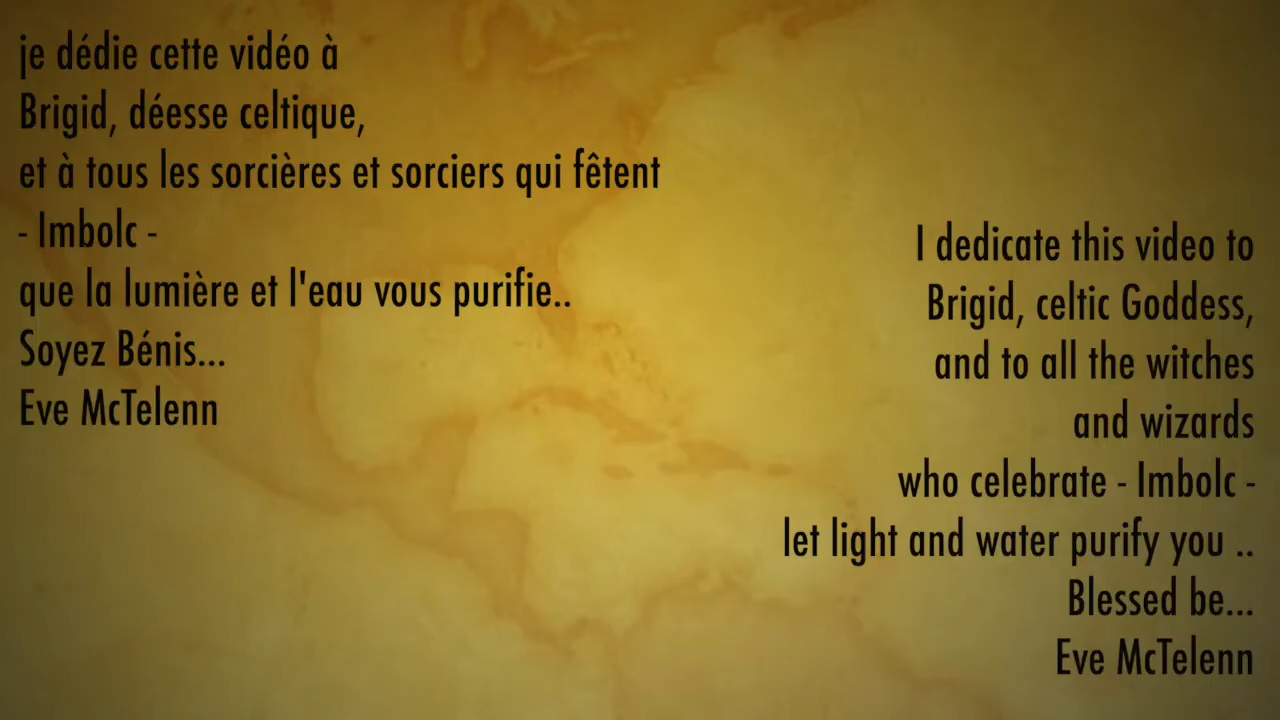 je dédie cette vidéo à
Brigid, déesse celtique,
et à tous les sorcières et sorciers qui fêtent
- Imbolc -
que la lumière et l'eau vous purifie..
Soyez Bénis...
Eve McTelenn
I dedicate this video to
Brigid, celtic Goddess,
and to all the witches
and wizards
who celebrate - Imbolc -
let light and water purify you ..
Blessed be...
Eve McTelenn